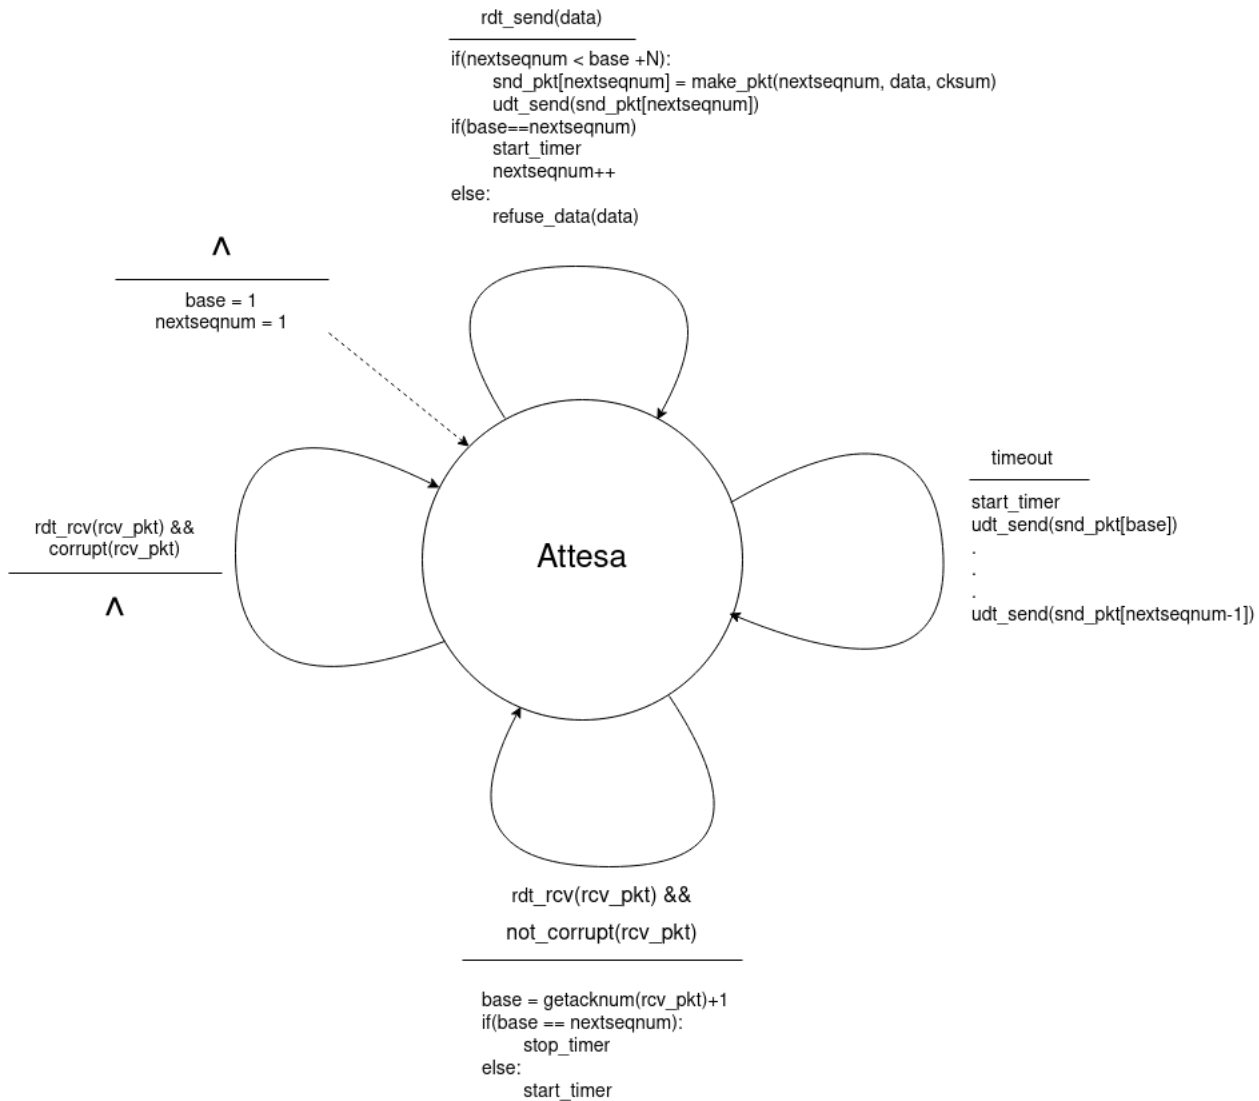 rdt_send(data)
if(nextseqnum < base +N):
snd_pkt[nextseqnum] = make_pkt(nextseqnum, data, cksum)
udt_send(snd_pkt[nextseqnum])
if(base==nextseqnum)
start_timer
nextseqnum++
else:
refuse_data(data)
Λ
base = 1
nextseqnum = 1
rdt_rcv(rcv_pkt) &&
corrupt(rcv_pkt)
Λ
Attesa
timeout
start_timer
udt_send(snd_pkt[base])
.
.
.
udt_send(snd_pkt[nextseqnum-1])
rdt_rcv(rcv_pkt) &&
not_corrupt(rcv_pkt)
base = getacknum(rcv_pkt)+1
if(base == nextseqnum):
stop_timer
else:
start_timer